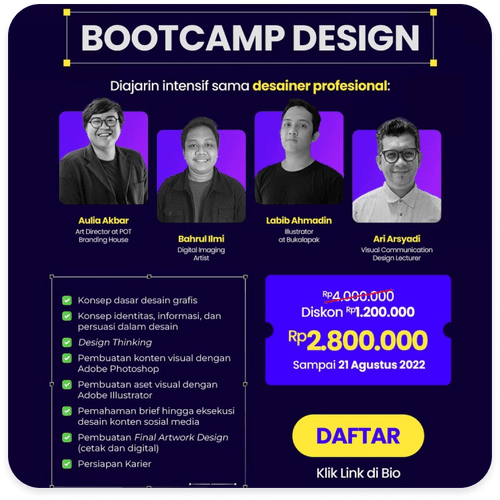 BOOTCAMP DESIGN
Diajarin intensif sama desainer profesional:
Aulia Akbar
Art Director at POT
Branding House
Bahrul Ilmi
Digital Imaging
Artist
Labib Ahmadin
Illustrator
at Bukalapak
Ari Arsyadi
Visual Communication
Design Lecturer
Konsep dasar desain grafis
Konsep identitas, informasi, dan
persuasi dalam desain
Design Thinking
Pembuatan konten visual dengan
Adobe Photoshop
Pembuatan aset visual dengan
Adobe Illustrator
Pemahaman brief hingga eksekusi
desain konten sosial media
Pembuatan Final Artwork Design
(cetak dan digital)
Persiapan Karier
Rp4.000.000
Diskon Rp1.200.000
Rp2.800.000
Sampai 21 Agustus 2022
DAFTAR
Klik Link di Bio